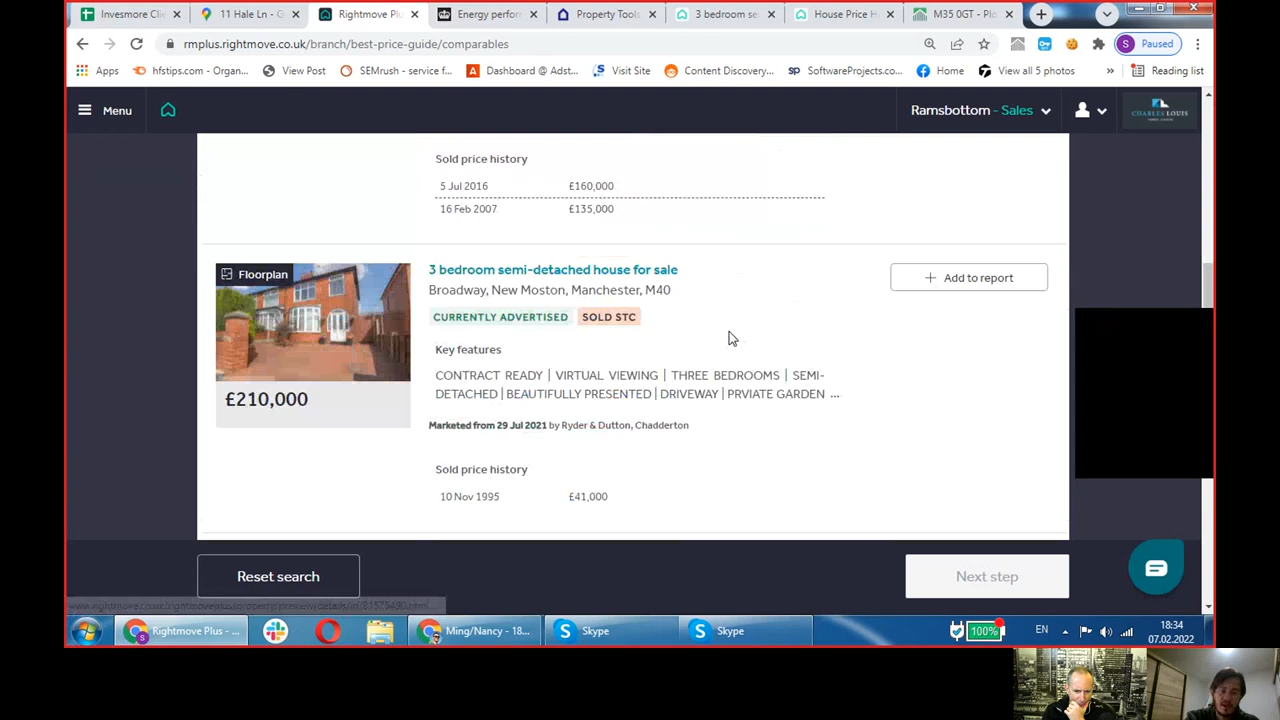 Invesmore Clie
11 Hale Ln - G
Rightmove Plus
Energy perfor
Property Tools
3 bedroom se
House Price H
M35 0GT - Plo
rmplus.rightmove.co.uk/brand/best-price-guide/comparables
S Paused
Apps
hfstips.com - Organ...
View Post
SEMrush - service f...
Dashboard @ Adst...
Visit Site
Content Discovery...
SoftwareProjects.co...
Home
View all 5 photos
»
Reading list
Menu
Ramsbottom - Sales
CHARLES LOUIS
Sold price history
5 Jul 2016 £160,000
16 Feb 2007 £135,000
Floorplan
3 bedroom semi-detached house for sale
+ Add to report
Broadway, New Moston, Manchester, M40
CURRENTLY ADVERTISED SOLD STC
Key features
CONTRACT READY | VIRTUAL VIEWING | THREE BEDROOMS | SEMI-
DETACHED | BEAUTIFULLY PRESENTED | DRIVEWAY | PRVIATE GARDEN ...
£210,000
Marketed from 29 Jul 2021 by Ryder & Dutton, Chadderton
Sold price history
10 Nov 1995 £41,000
Reset search
Next step
Rightmove Plus - ...
Ming/Nancy - 18...
Skype
Skype
100%
EN
18:34
07.02.2022